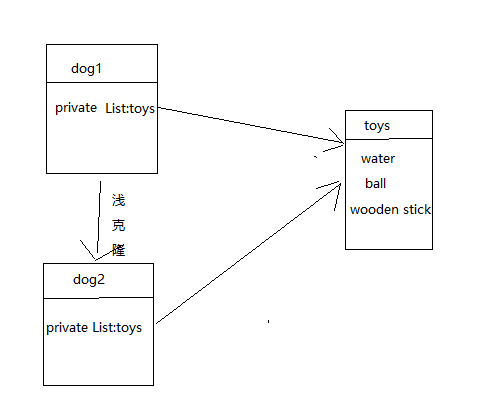 dog1
private List:toys
toys
water
ball
wooden stick
浅
克
隆
dog2
private List:toys